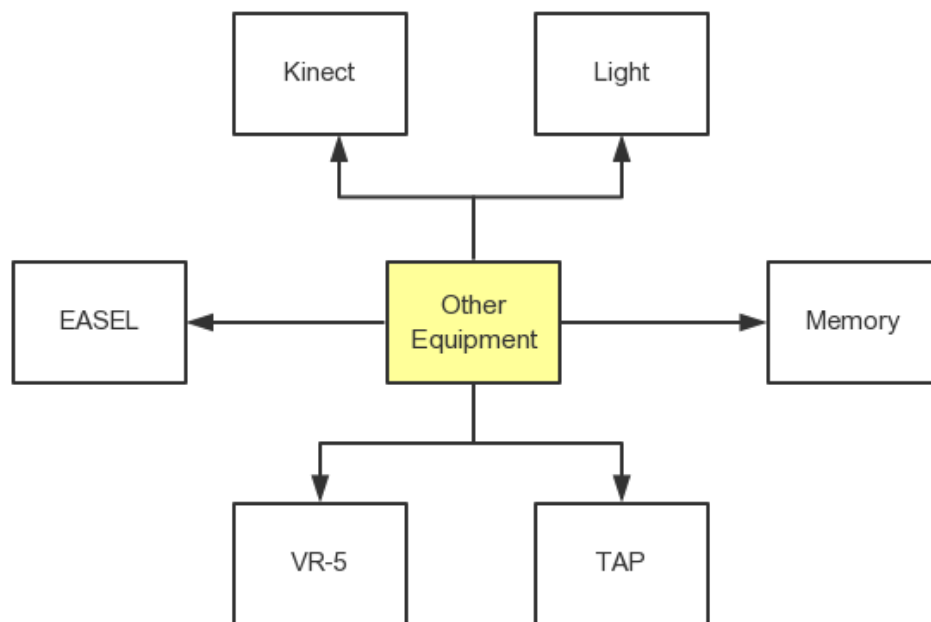 Kinect
Light
EASEL
Other
Equipment
Memory
VR-5
TAP